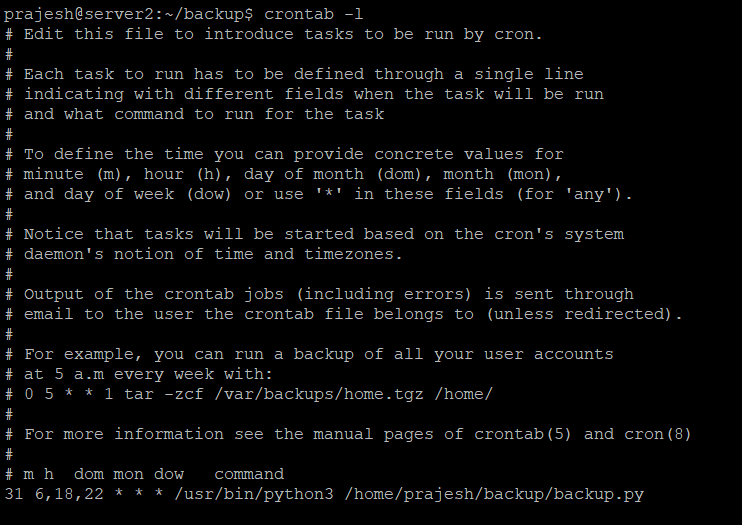 prajesh@server2:~/backup$ crontab -l
# Edit this file to introduce tasks to be run by cron.
#
# Each task to run has to be defined through a single line
# indicating with different fields when the task will be run
# and what command to run for the task
#
# To define the time you can provide concrete values for
# minute (m), hour (h), day of month (dom), month (mon),
# and day of week (dow) or use '*' in these fields (for 'any').
#
# Notice that tasks will be started based on the cron's system
# daemon's notion of time and timezones.
#
# Output of the crontab jobs (including errors) is sent through
# email to the user the crontab file belongs to (unless redirected).
#
# For example, you can run a backup of all your user accounts
# at 5 a.m every week with:
# 0 5 * * 1 tar -zcf /var/backups/home.tgz /home/
#
# For more information see the manual pages of crontab(5) and cron(8)
#
# m h  dom mon dow   command
31 6,18,22 * * * /usr/bin/python3 /home/prajesh/backup/backup.py